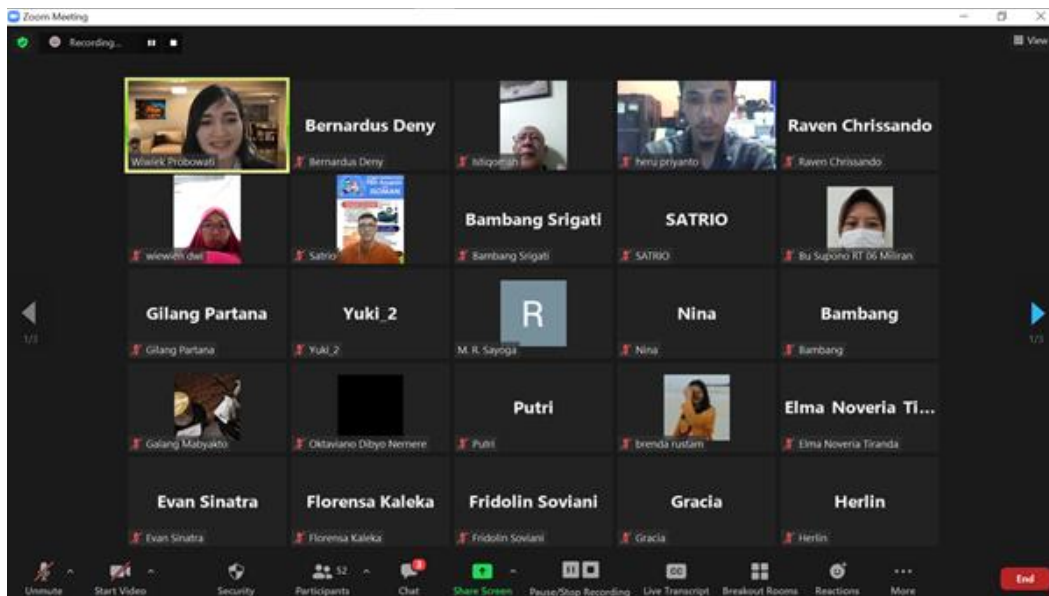 Zoom Meeting
Recording...
View
Wiwiek Probowati
Bernardus Deny
Bernardus Deny
Istiqomah
heru priyanto
Raven Chrissando
Raven Chrissando
wiewien dwi
Satrio
Bambang Srigati
Bambang Srigati
SATRIO
SATRIO
Bu Supono RT 06 Miliran
1/3
Gilang Partana
Gilang Partana
Yuki_2
Yuki_2
R
M. R. Sayoga
Nina
Nina
Bambang
Bambang
1/3
Galang Mabyakto
Oktaviano Dibyo Nernere
Putri
Putri
brenda rustam
Elma Noveria Ti...
Elma Noveria Tiranda
Evan Sinatra
Evan Sinatra
Florensa Kaleka
Florensa Kaleka
Fridolin Soviani
Fridolin Soviani
Gracia
Gracia
Herlin
Herlin
Unmute
Start Video
Security
52
Participants
3
Chat
Share Screen
Pause/Stop Recording
CC
Live Transcript
Breakout Rooms
Reactions
More
End